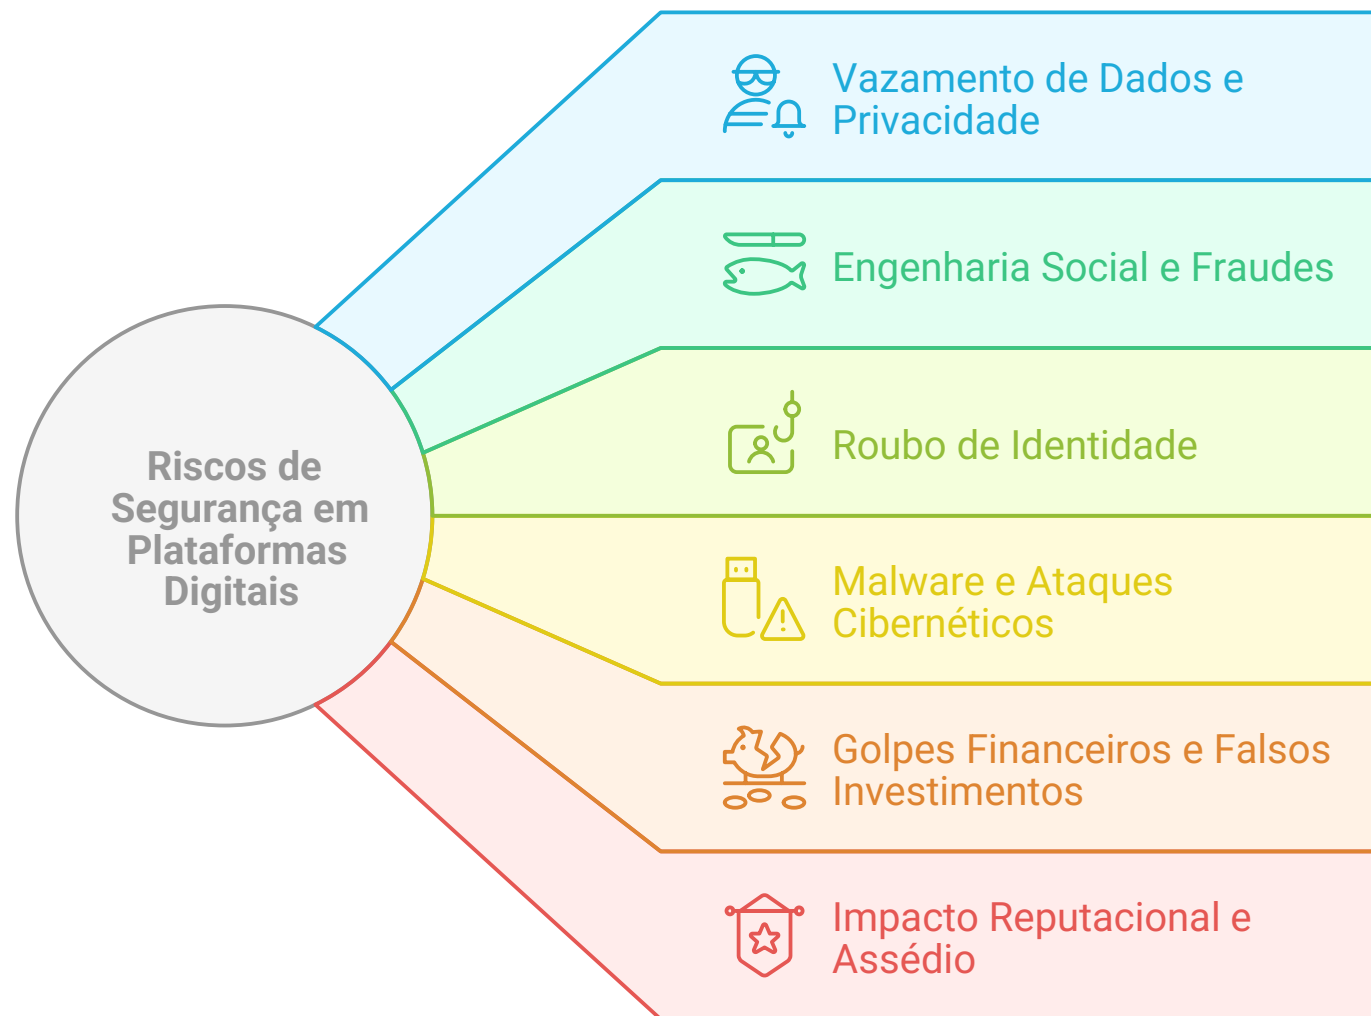 Vazamento de Dados e
Privacidade
Engenharia Social e Fraudes
Roubo de Identidade
Riscos de
Segurança em
Plataformas
Digitais
Malware e Ataques
Cibernéticos
Golpes Financeiros e Falsos
Investimentos
Impacto Reputacional e
Assédio